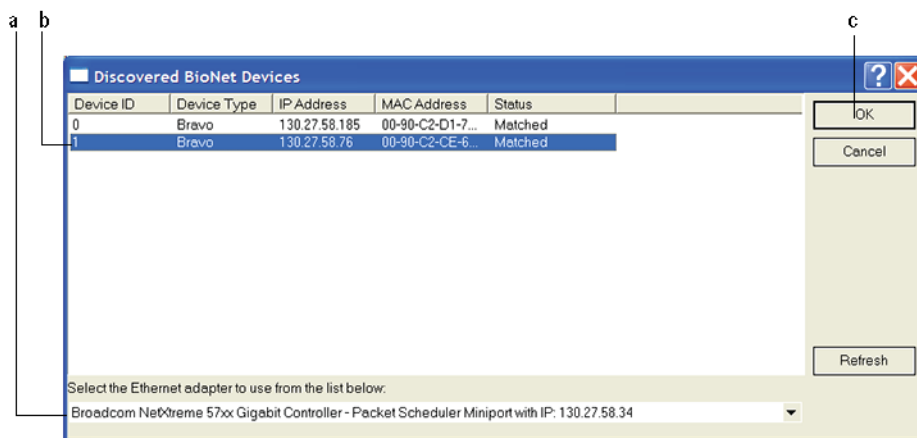 a b c
Discovered BioNet Devices
Device ID Device Type IP Address MAC Address Status
OK
0 Bravo 130.27.58.185 00-90-C2-D1-7... Matched
1 Bravo 130.27.58.76 00-90-C2-CE-6... Matched
Cancel
Refresh
Select the Ethernet adapter to use from the list below:
Broadcom NetXtreme 57xx Gigabit Controller - Packet Scheduler Miniport with IP: 130.27.58.34